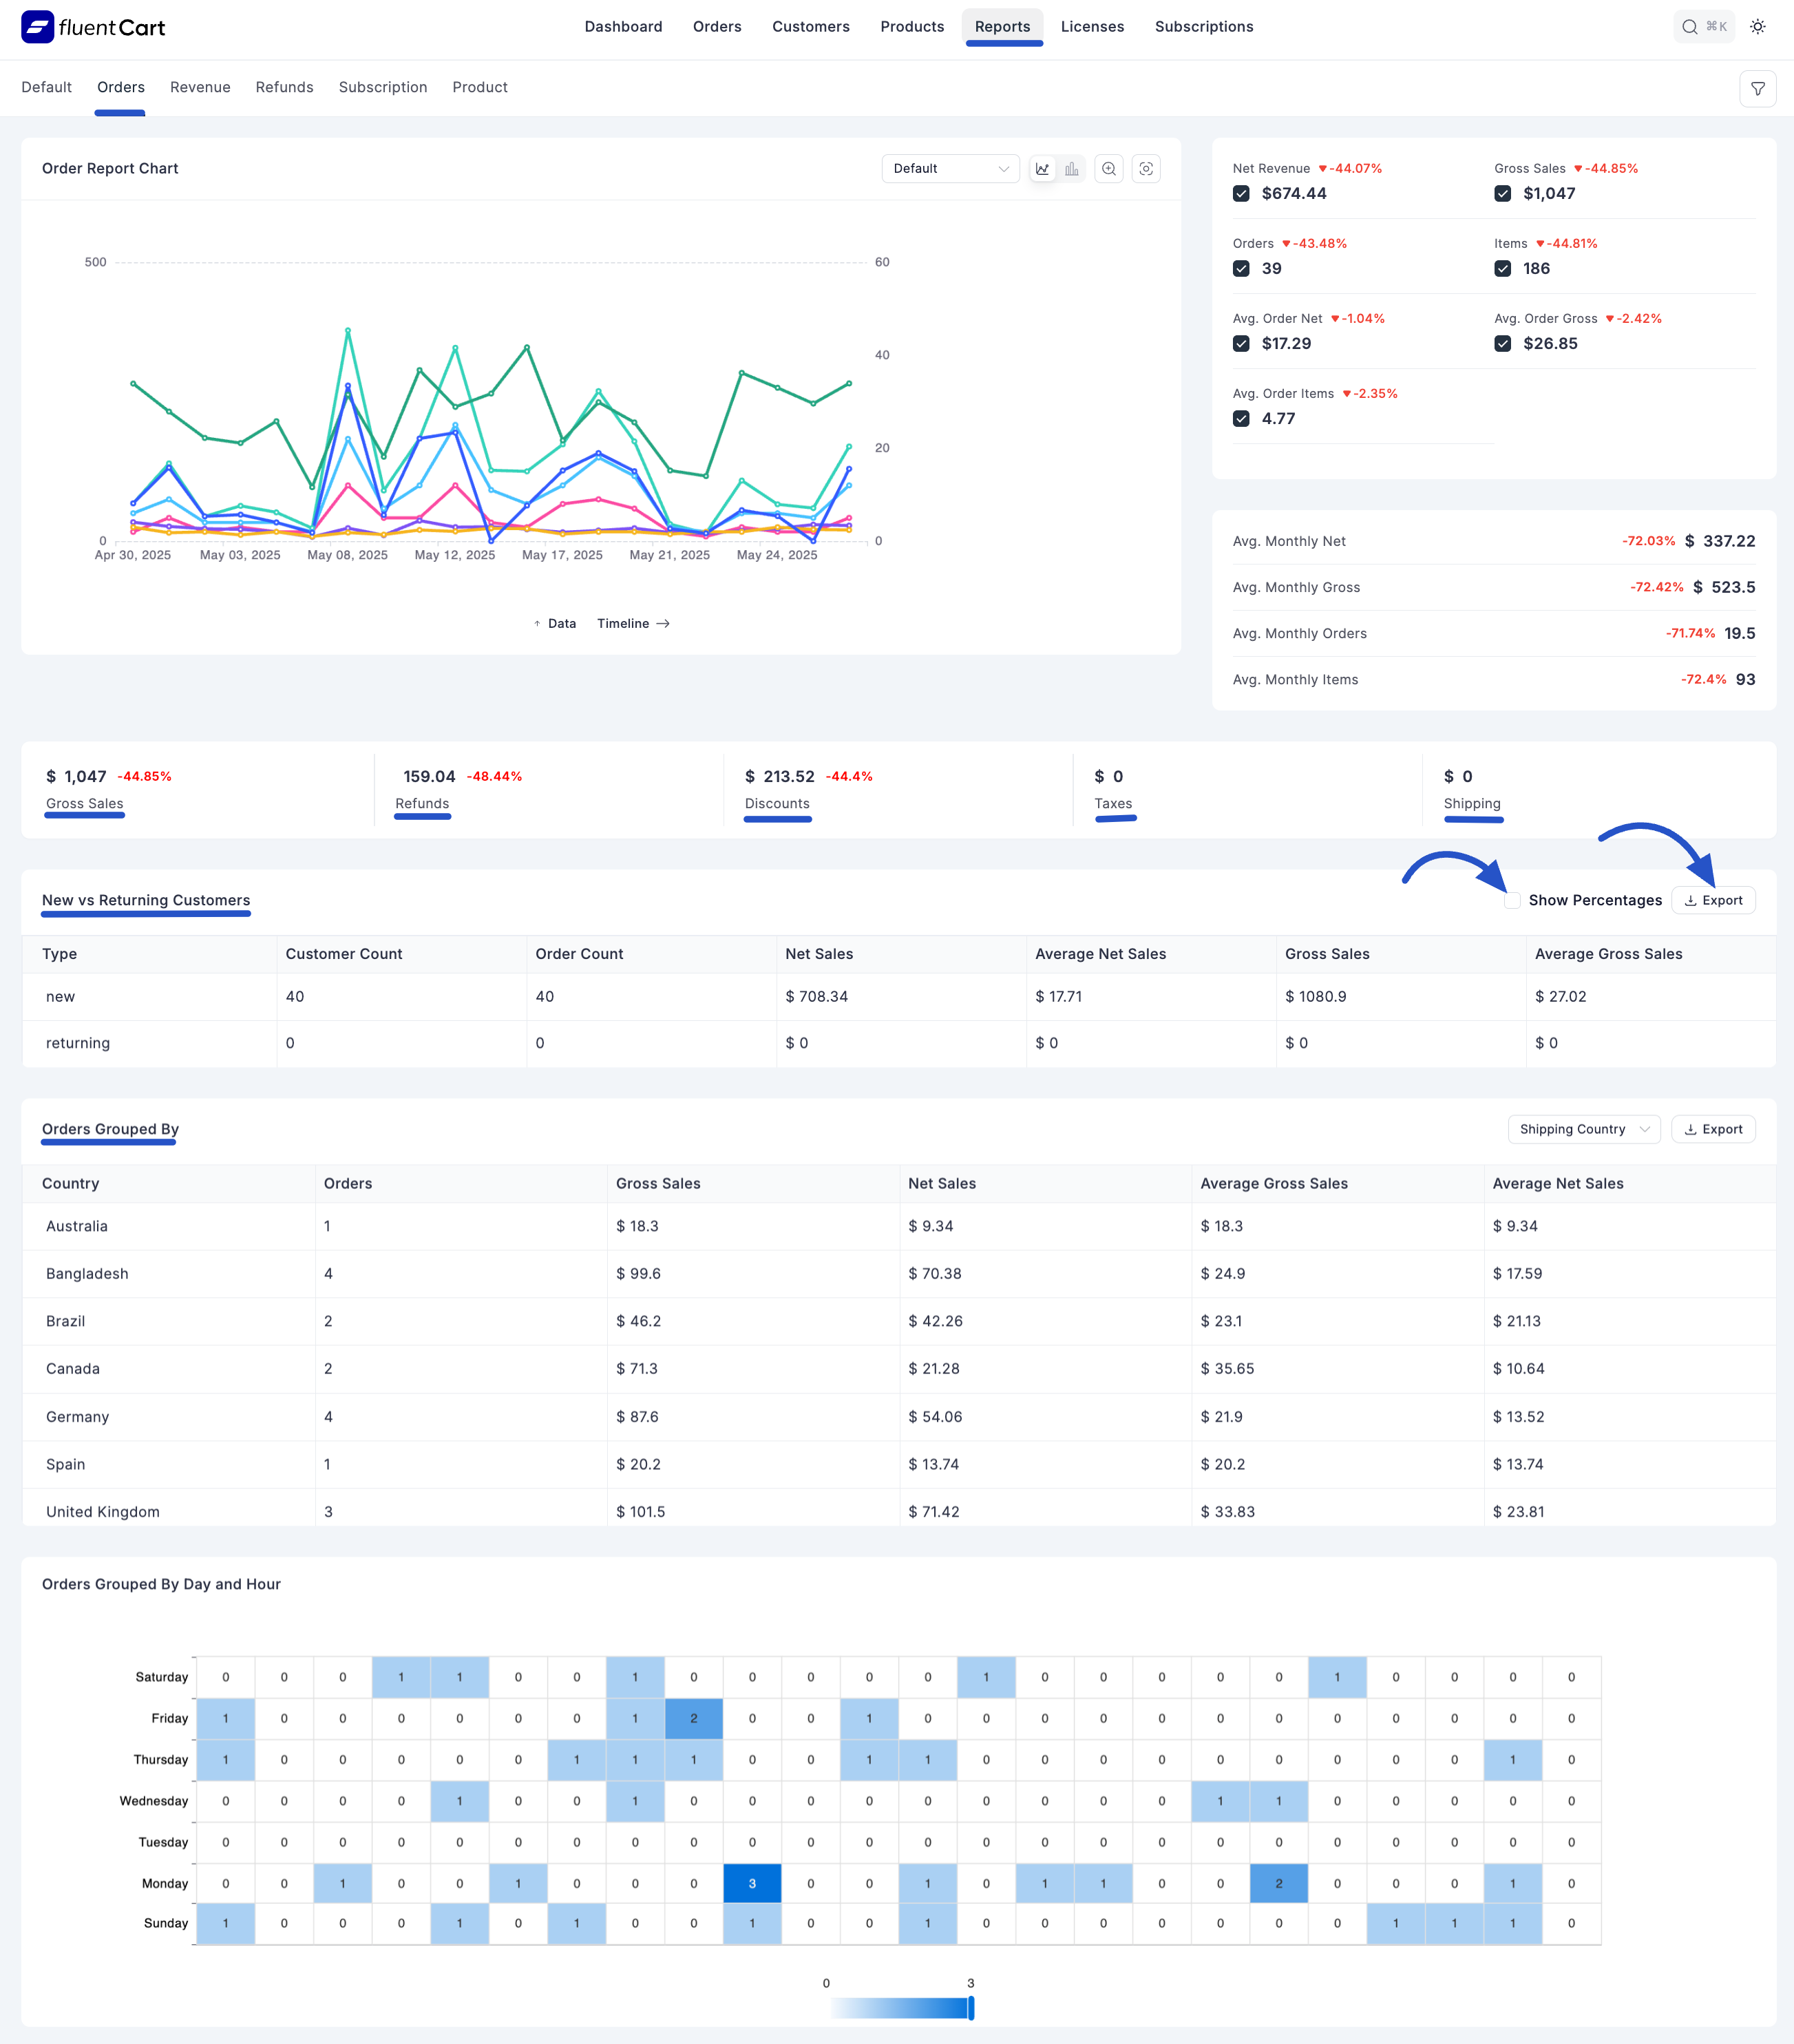 fluentCart
Dashboard Orders Customers Products Reports Licenses Subscriptions ⌘K
Default Orders Revenue Refunds Subscription Product
Order Report Chart
Default
500 60
40
20
0 0
Apr 30, 2025 May 03, 2025 May 08, 2025 May 12, 2025 May 17, 2025 May 21, 2025 May 24, 2025
↑ Data Timeline →
Net Revenue ▼-44.07% Gross Sales ▼-44.85%
$674.44 $1,047
Orders ▼-43.48% Items ▼-44.81%
39 186
Avg. Order Net ▼-1.04% Avg. Order Gross ▼-2.42%
$17.29 $26.85
Avg. Order Items ▼-2.35%
4.77
Avg. Monthly Net -72.03% $ 337.22
Avg. Monthly Gross -72.42% $ 523.5
Avg. Monthly Orders -71.74% 19.5
Avg. Monthly Items -72.4% 93
$ 1,047 -44.85% 159.04 -48.44% $ 213.52 -44.4% $ 0 $ 0
Gross Sales Refunds Discounts Taxes Shipping
New vs Returning Customers Show Percentages Export
Type Customer Count Order Count Net Sales Average Net Sales Gross Sales Average Gross Sales
new 40 40 $ 708.34 $ 17.71 $ 1080.9 $ 27.02
returning 0 0 $ 0 $ 0 $ 0 $ 0
Orders Grouped By Shipping Country Export
Country Orders Gross Sales Net Sales Average Gross Sales Average Net Sales
Australia 1 $ 18.3 $ 9.34 $ 18.3 $ 9.34
Bangladesh 4 $ 99.6 $ 70.38 $ 24.9 $ 17.59
Brazil 2 $ 46.2 $ 42.26 $ 23.1 $ 21.13
Canada 2 $ 71.3 $ 21.28 $ 35.65 $ 10.64
Germany 4 $ 87.6 $ 54.06 $ 21.9 $ 13.52
Spain 1 $ 20.2 $ 13.74 $ 20.2 $ 13.74
United Kingdom 3 $ 101.5 $ 71.42 $ 33.83 $ 23.81
Orders Grouped By Day and Hour
Saturday 0 0 0 1 1 0 0 1 0 0 0 0 0 1 0 0 0 0 0 1 0 0 0 0
Friday 1 0 0 0 0 0 0 1 2 0 0 1 0 0 0 0 0 0 0 0 0 0 0 0
Thursday 1 0 0 0 0 0 1 1 1 0 0 1 1 0 0 0 0 0 0 0 0 0 1 0
Wednesday 0 0 0 0 1 0 0 1 0 0 0 0 0 0 0 0 0 1 1 0 0 0 0 0
Tuesday 0 0 0 0 0 0 0 0 0 0 0 0 0 0 0 0 0 0 0 0 0 0 0 0
Monday 0 0 1 0 0 1 0 0 0 3 0 0 1 0 1 1 0 0 2 0 0 0 1 0
Sunday 1 0 0 0 1 0 1 0 0 1 0 0 1 0 0 0 0 0 0 0 1 1 1 0
0 3